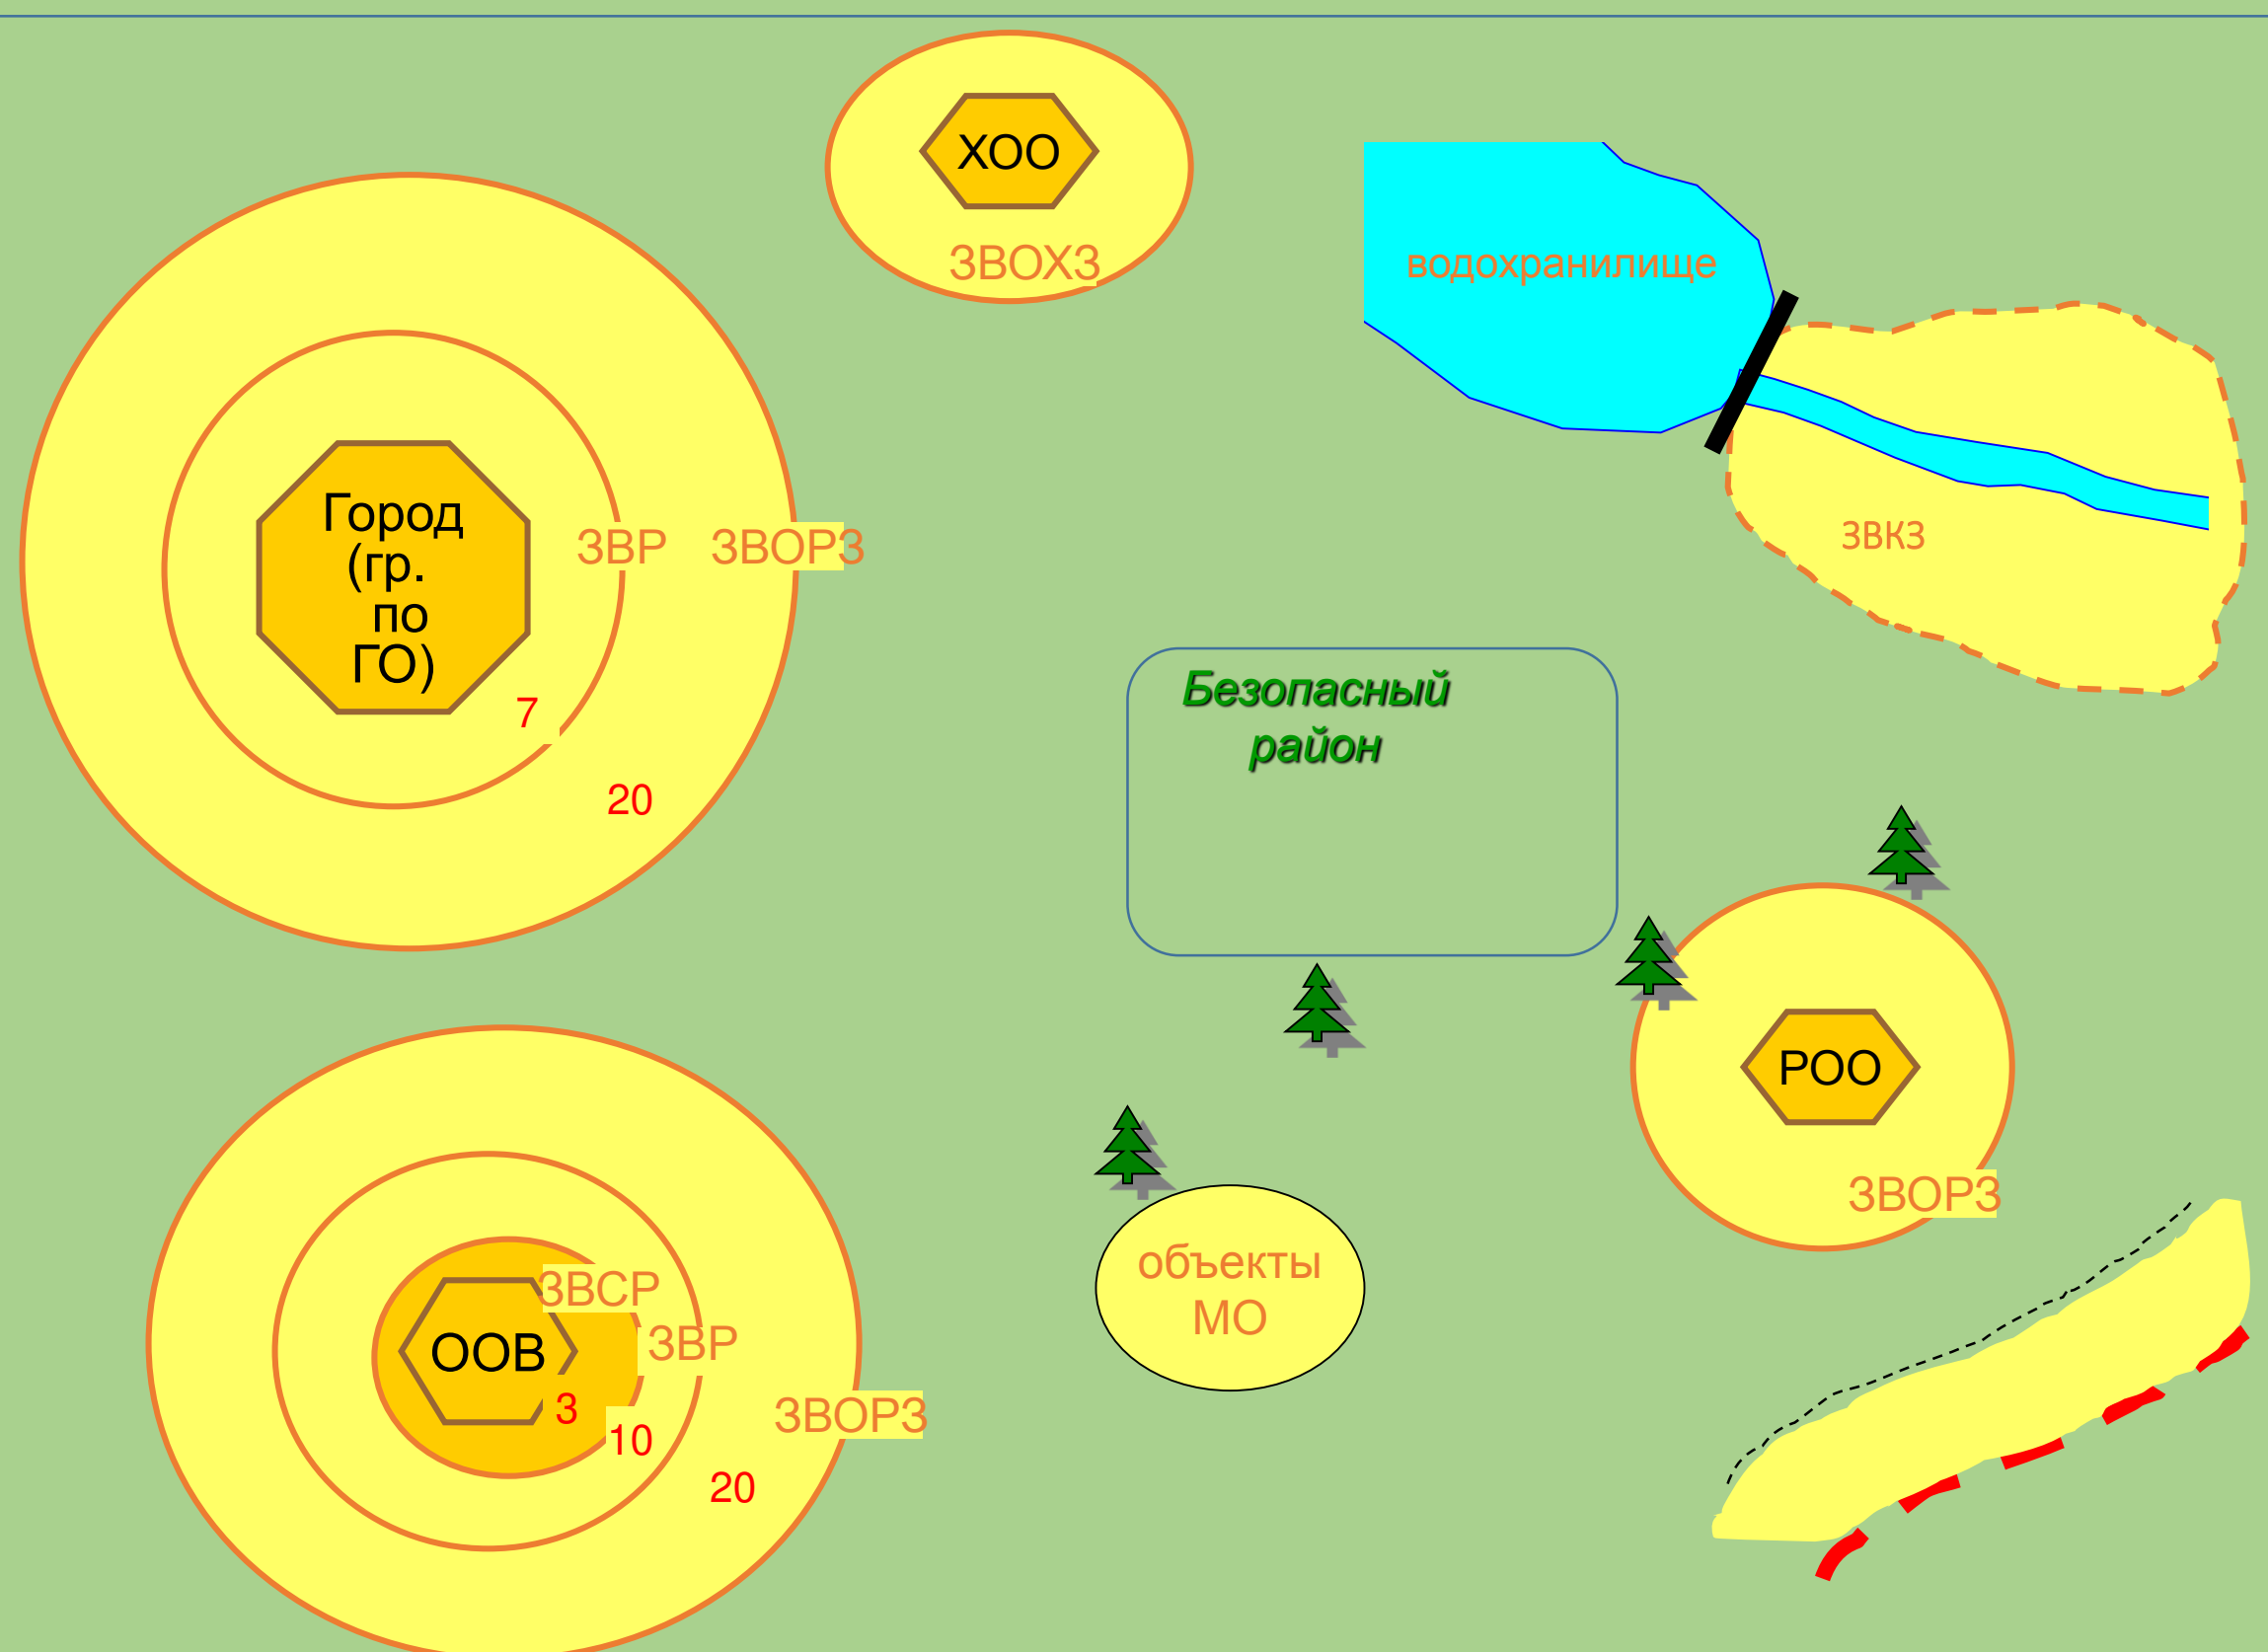 ХОО
ЗВОХЗ
водохранилище
Город
(гр.
по
ГО)
ЗВР
ЗВОРЗ
7
20
ЗВКЗ
Безопасный
район
РОО
ЗВОРЗ
объекты
МО
ЗВСР
ООВ
ЗВР
3
10
ЗВОРЗ
20